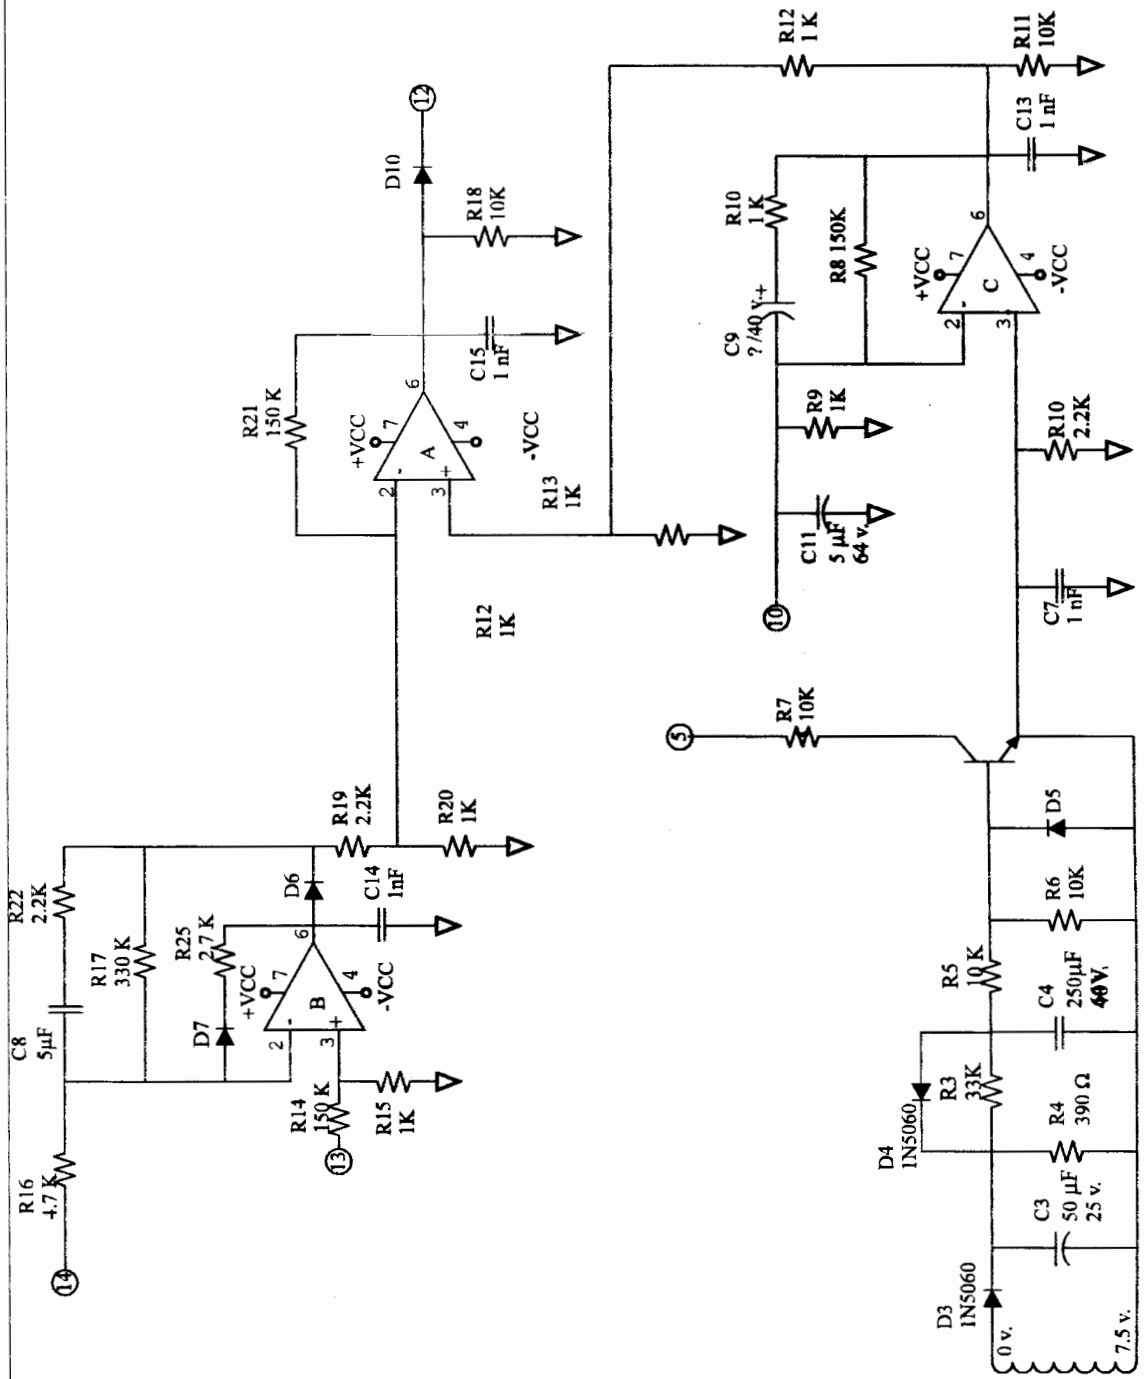 14
R16
4.7 K
C8
5µF
R22
2.2K
R17
330 K
R25
2.7 K
D7
+VCC
7
2
-
B
6
3
+
4
-VCC
D6
C14
1nF
13
R14
150 K
R15
1K
R19
2.2K
R20
1K
R12
1K
R21
150 K
+VCC
7
2
-
A
6
3
+
4
-VCC
C15
1 nF
R18
10K
D10
12
R13
1K
R12
1 K
R11
10K
C13
1 nF
R10
1 K
R8 150K
C9
? /40 v.+
R9
1K
C11
5 µF
64 v.
10
+VCC
7
2
-
C
6
3
4
-VCC
R10
2.2K
C7
1 nF
5
R7
10K
D5
R6
10K
R5
10 K
C4
250µF
D4
1N5060
R3
33K
R4
390 Ω
C3
50 µF
25 v.
D3
1N5060
0 v.
7.5 v.